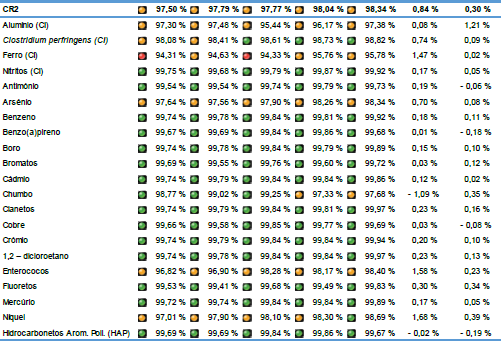 CR2 97,50 % 97,79 % 97,77 % 98,04 % 98,34 % 0,84 % 0,30 %
Alumínio (CI) 97,30 % 97,48 % 95,44 % 96,17 % 97,38 % 0,08 % 1,21 %
Clostridium perfringens (CI) 98,08 % 98,41 % 98,61 % 98,73 % 98,82 % 0,74 % 0,09 %
Ferro (CI) 94,31 % 94,63 % 94,33 % 95,76 % 95,78 % 1,47 % 0,02 %
Nitritos (CI) 99,75 % 99,68 % 99,79 % 99,87 % 99,92 % 0,17 % 0,05 %
Antimónio 99,54 % 99,54 % 99,74 % 99,79 % 99,73 % 0,19 % - 0,06 %
Arsénio 97,64 % 97,56 % 97,90 % 98,26 % 98,34 % 0,70 % 0,08 %
Benzeno 99,74 % 99,78 % 99,84 % 99,81 % 99,92 % 0,18 % 0,11 %
Benzo(a)pireno 99,67 % 99,69 % 99,84 % 99,86 % 99,68 % 0,01 % - 0,18 %
Boro 99,74 % 99,78 % 99,84 % 99,79 % 99,89 % 0,15 % 0,10 %
Bromatos 99,69 % 99,55 % 99,76 % 99,60 % 99,72 % 0,03 % 0,12 %
Cádmio 99,74 % 99,79 % 99,84 % 99,84 % 99,86 % 0,12 % 0,02 %
Chumbo 98,77 % 99,02 % 99,25 % 97,33 % 97,68 % - 1,09 % 0,35 %
Cianetos 99,74 % 99,79 % 99,84 % 99,81 % 99,97 % 0,23 % 0,16 %
Cobre 99,66 % 99,58 % 99,85 % 99,77 % 99,69 % 0,03 % - 0,08 %
Crómio 99,74 % 99,79 % 99,84 % 99,84 % 99,94 % 0,20 % 0,10 %
1,2 – dicloroetano 99,74 % 99,78 % 99,84 % 99,84 % 99,97 % 0,23 % 0,13 %
Enterococos 96,82 % 96,90 % 98,28 % 98,17 % 98,40 % 1,58 % 0,23 %
Fluoretos 99,53 % 99,41 % 99,68 % 99,49 % 99,83 % 0,30 % 0,34 %
Mercúrio 99,72 % 99,74 % 99,84 % 99,84 % 99,89 % 0,17 % 0,05 %
Níquel 97,01 % 97,90 % 98,10 % 98,30 % 98,69 % 1,68 % 0,39 %
Hidrocarbonetos Arom. Poli. (HAP) 99,69 % 99,69 % 99,84 % 99,86 % 99,67 % - 0,02 % - 0,19 %